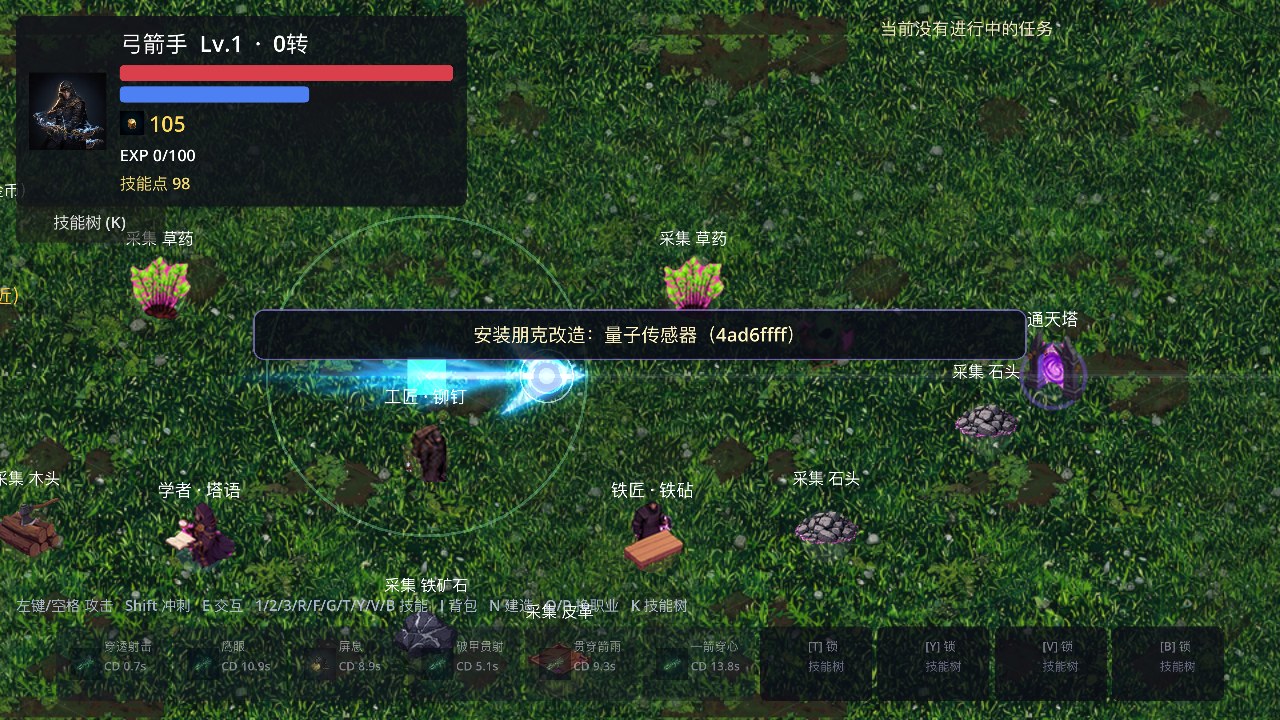 弓箭手 Lv.1 · 0转
当前没有进行中的任务
105
EXP 0/100
技能点 98
技能树 (K)
采集 草药
采集 草药
安装朋克改造：量子传感器（4ad6ffff）
通天塔
采集 石头
工匠 · 铆钉
采集 木头
学者 · 塔语
铁匠 · 铁砧
采集 石头
采集 铁矿石
采集 皮革
左键/空格 攻击 Shift 冲刺 E 交互 1/2/3/R/F/G/T/Y/V/B 技能 I 背包 N 建造 O/P 换职业 K 技能树
穿透射击
CD 0.7s
鹰眼
CD 10.9s
屏息
CD 8.9s
破甲贯射
CD 5.1s
贯穿箭雨
CD 9.3s
一箭穿心
CD 13.8s
[T] 锁
技能树
[Y] 锁
技能树
[V] 锁
技能树
[B] 锁
技能树